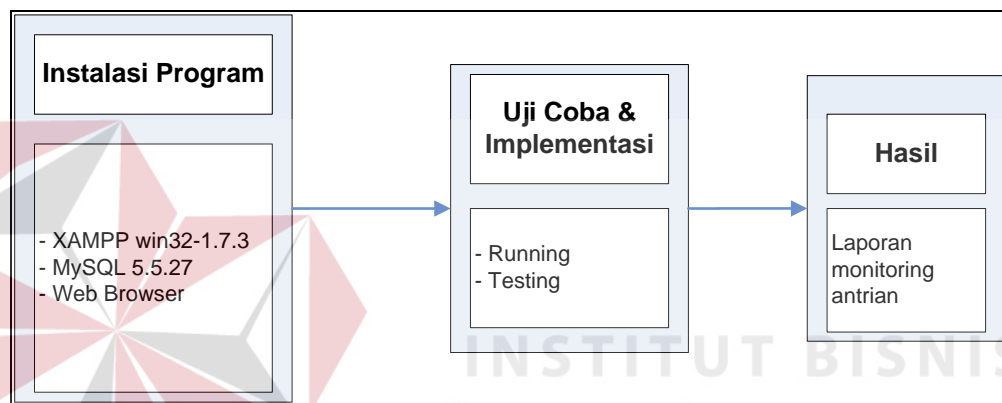 Instalasi Program
- XAMPP win32-1.7.3
- MySQL 5.5.27
- Web Browser
Uji Coba &
Implementasi
- Running
- Testing
Hasil
Laporan
monitoring
antrian
INSTITUT BISNIS